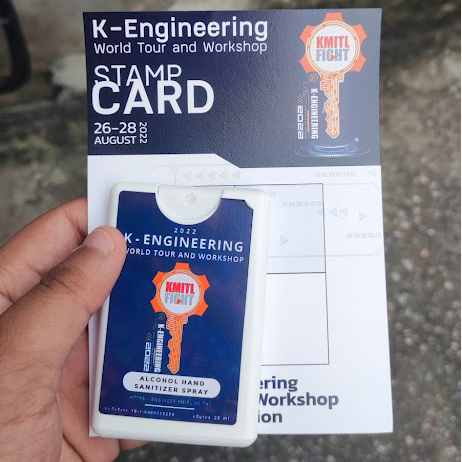 K-Engineering
World Tour and Workshop
STAMP
CARD
26-28
AUGUST
2022
KMITL
FIGHT
K-ENGINEERING
2022
2022
K-ENGINEERING
WORLD TOUR AND WORKSHOP
KMITL
FIGHT
K-ENGINEERING
2022
ALCOHOL HAND
SANITIZER SPRAY
ering
Workshop
ion